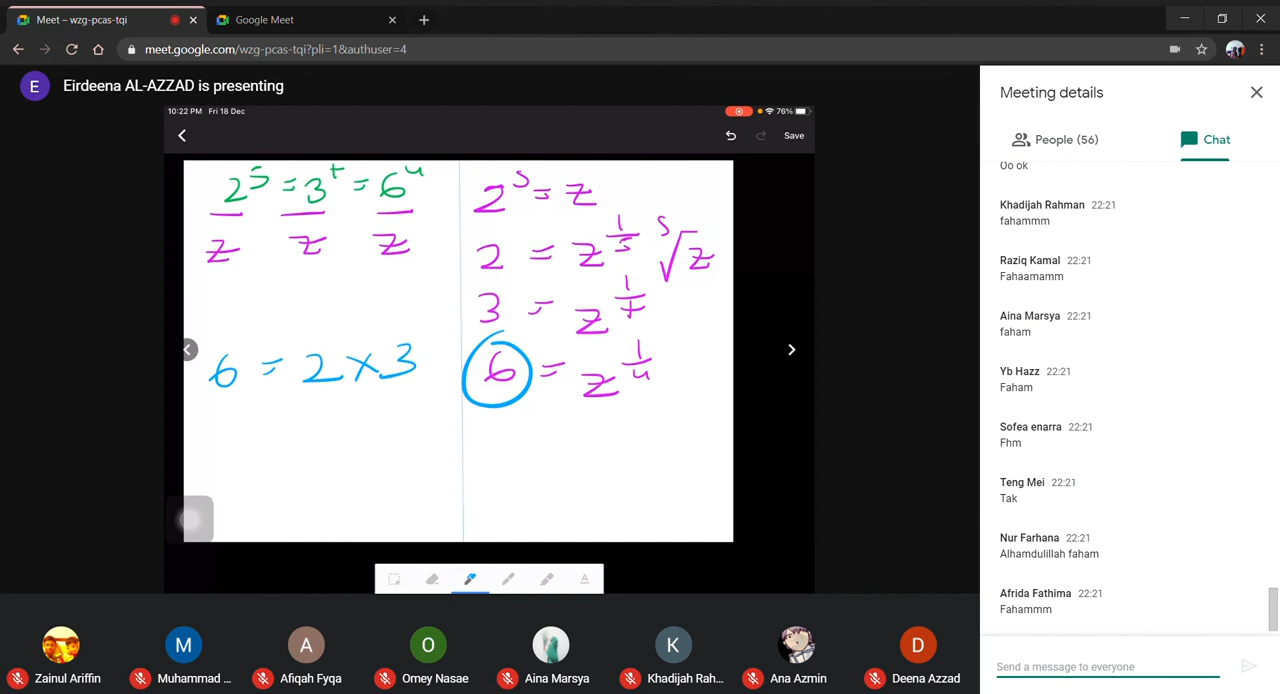 Meet – wzg-pcas-tqi
Google Meet
meet.google.com/wzg-pcas-tqi?pli=1&authuser=4
E
Eirdeena AL-AZZAD is presenting
10:22 PM Fri 18 Dec
76%
Save
2^s = 3^t = 6^u
z z z
6 = 2 × 3
2^s = z
2 = z^(1/s) ˢ√z
3 = z^(1/t)
6 = z^(1/u)
A
Meeting details
People (56)
Chat
Oo ok
Khadijah Rahman 22:21
fahammm
Raziq Kamal 22:21
Fahaamamm
Aina Marsya 22:21
faham
Yb Hazz 22:21
Faham
Sofea enarra 22:21
Fhm
Teng Mei 22:21
Tak
Nur Farhana 22:21
Alhamdulillah faham
Afrida Fathima 22:21
Fahammm
Send a message to everyone
M
A
O
K
D
Zainul Ariffin
Muhammad ...
Afiqah Fyqa
Omey Nasae
Aina Marsya
Khadijah Rah...
Ana Azmin
Deena Azzad